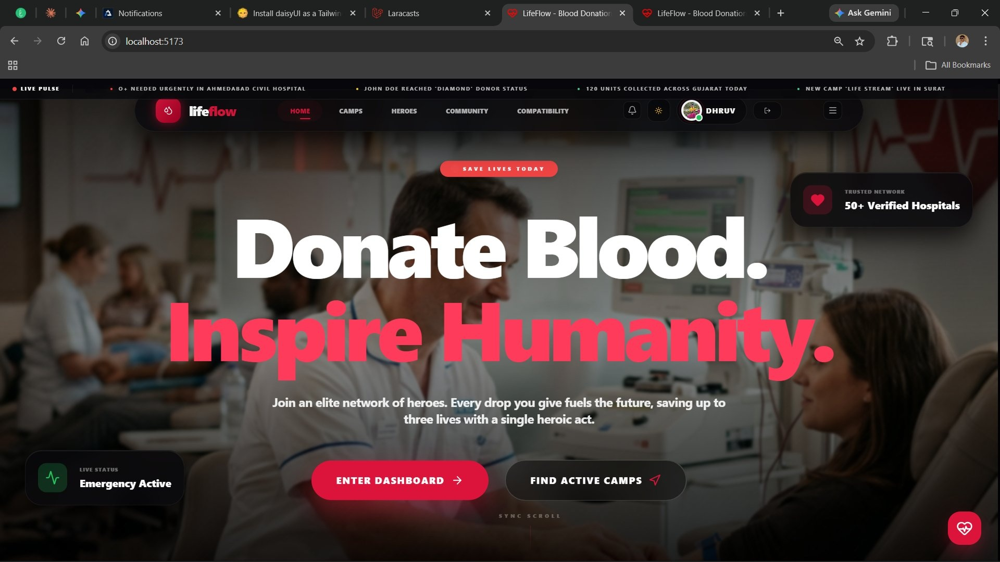 Notifications
Install daisyUI as a Tailwin
Laracasts
LifeFlow - Blood Donation
LifeFlow - Blood Donation
Ask Gemini
localhost:5173
All Bookmarks
LIVE PULSE
O+ NEEDED URGENTLY IN AHMEDABAD CIVIL HOSPITAL
JOHN DOE REACHED 'DIAMOND' DONOR STATUS
120 UNITS COLLECTED ACROSS GUJARAT TODAY
NEW CAMP 'LIFE STREAM' LIVE IN SURAT
lifeflow
HOME
CAMPS
HEROES
COMMUNITY
COMPATIBILITY
DHRUV
SAVE LIVES TODAY
TRUSTED NETWORK
50+ Verified Hospitals
Donate Blood.
Inspire Humanity.
Join an elite network of heroes. Every drop you give fuels the future, saving up to
three lives with a single heroic act.
LIVE STATUS
Emergency Active
ENTER DASHBOARD
FIND ACTIVE CAMPS
SYNC SCROLL